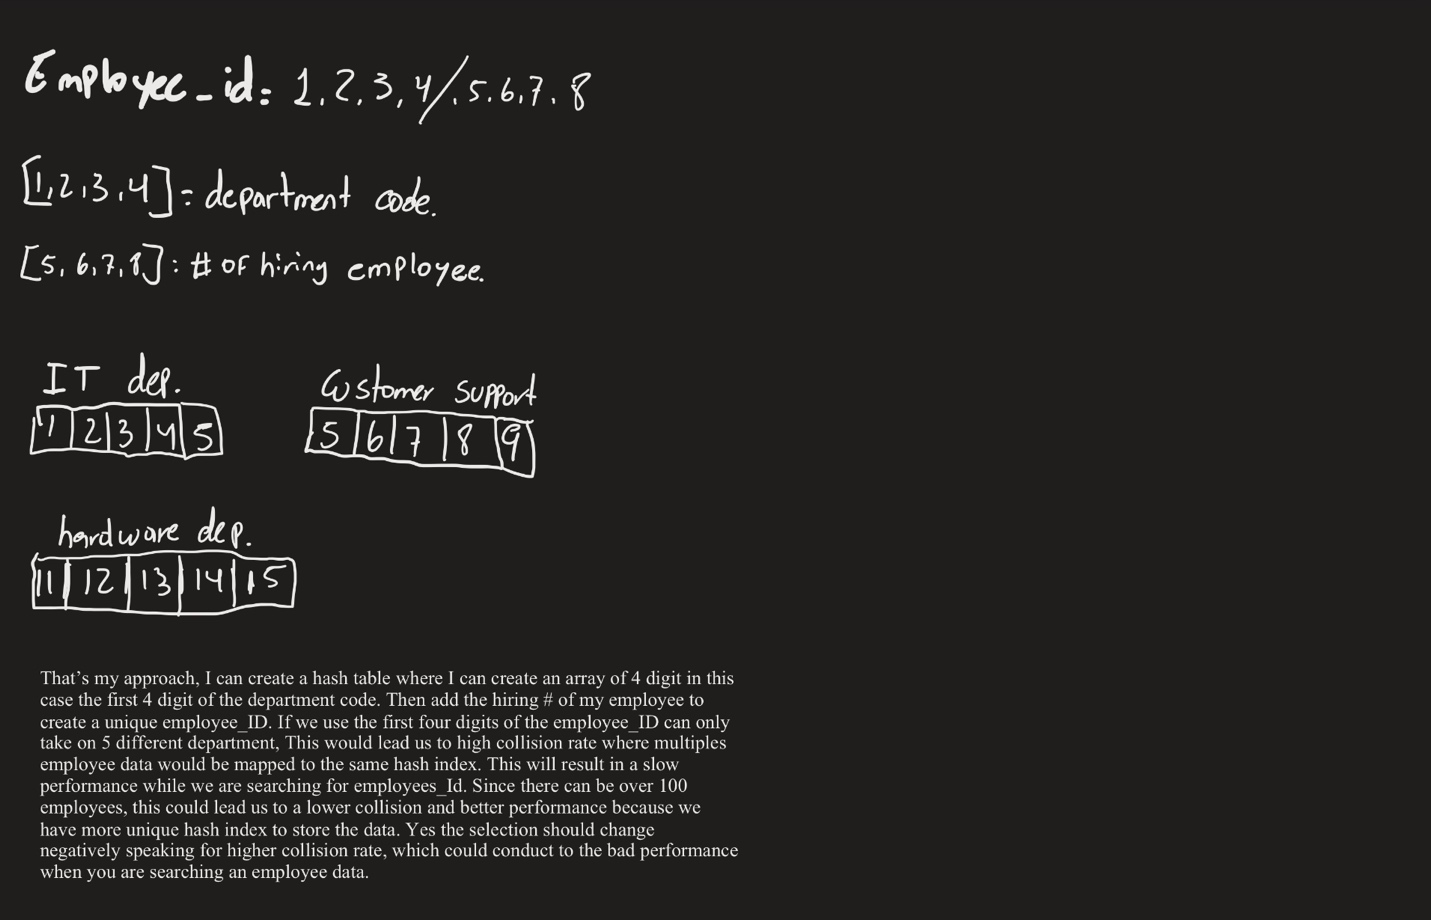 Employee_id: 1,2,3,4/.5.6.7.8
[1,2,3,4]= department code.
[5,6,7,8]: # of hiring employee.
IT dep.
1 2 3 4 5
Customer support
5 6 7 8 9
hardware dep.
11 12 13 14 15
That’s my approach, I can create a hash table where I can create an array of 4 digit in this
case the first 4 digit of the department code. Then add the hiring # of my employee to
create a unique employee_ID. If we use the first four digits of the employee_ID can only
take on 5 different department, This would lead us to high collision rate where multiples
employee data would be mapped to the same hash index. This will result in a slow
performance while we are searching for employees_Id. Since there can be over 100
employees, this could lead us to a lower collision and better performance because we
have more unique hash index to store the data. Yes the selection should change
negatively speaking for higher collision rate, which could conduct to the bad performance
when you are searching an employee data.